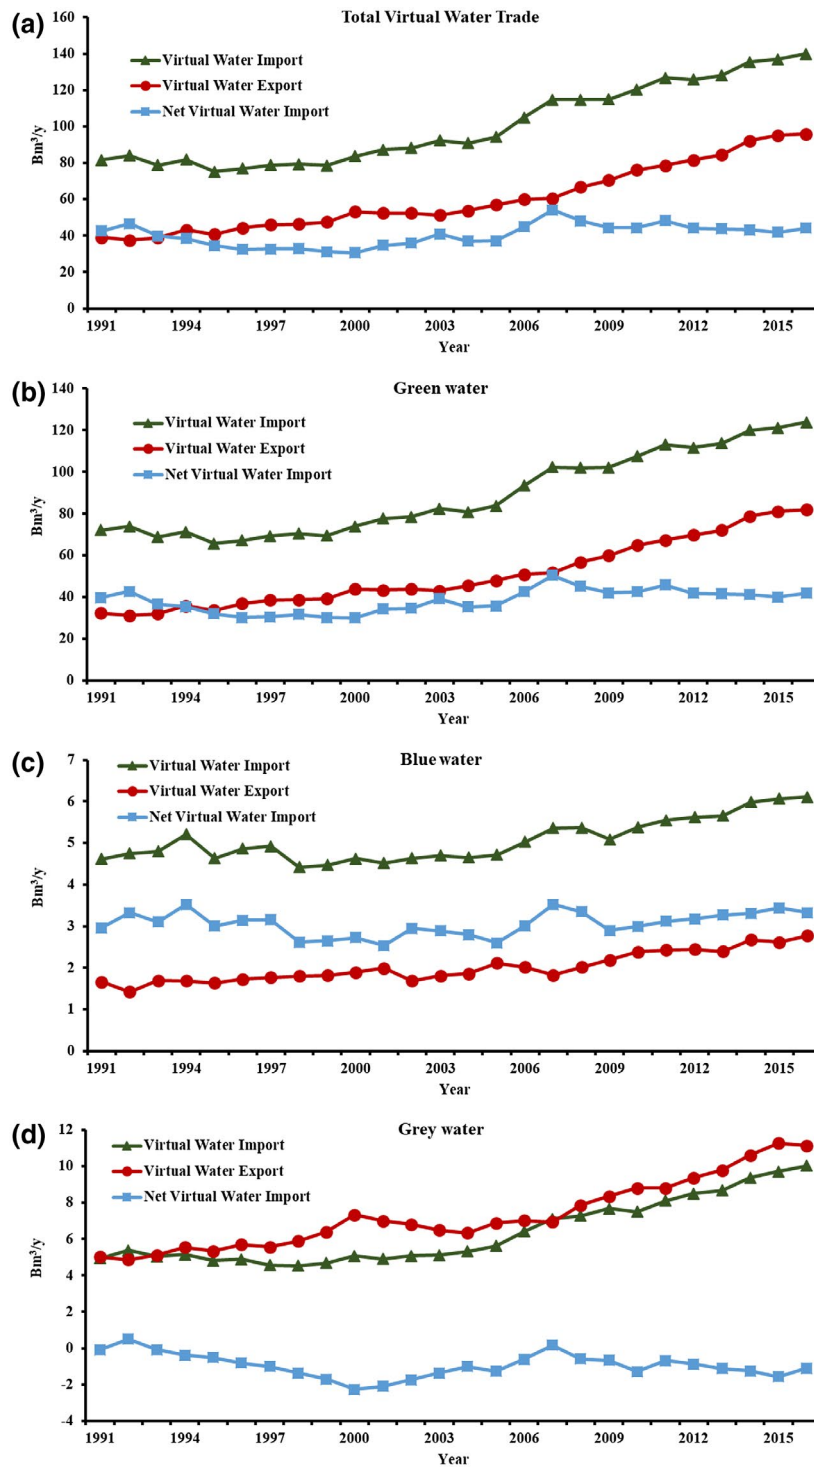 (a)
Total Virtual Water Trade
160
140
120
100
80
60
40
20
0
Bm³/y
Virtual Water Import
Virtual Water Export
Net Virtual Water Import
1991 1994 1997 2000 2003 2006 2009 2012 2015
Year
(b)
Green water
140
120
100
80
60
40
20
0
Bm³/y
Virtual Water Import
Virtual Water Export
Net Virtual Water Import
1991 1994 1997 2000 2003 2006 2009 2012 2015
Year
(c)
Blue water
7
6
5
4
3
2
1
0
Bm³/y
Virtual Water Import
Virtual Water Export
Net Virtual Water Import
1991 1994 1997 2000 2003 2006 2009 2012 2015
Year
(d)
Grey water
12
10
8
6
4
2
0
-2
-4
Bm³/y
Virtual Water Import
Virtual Water Export
Net Virtual Water Import
1991 1994 1997 2000 2003 2006 2009 2012 2015
Year